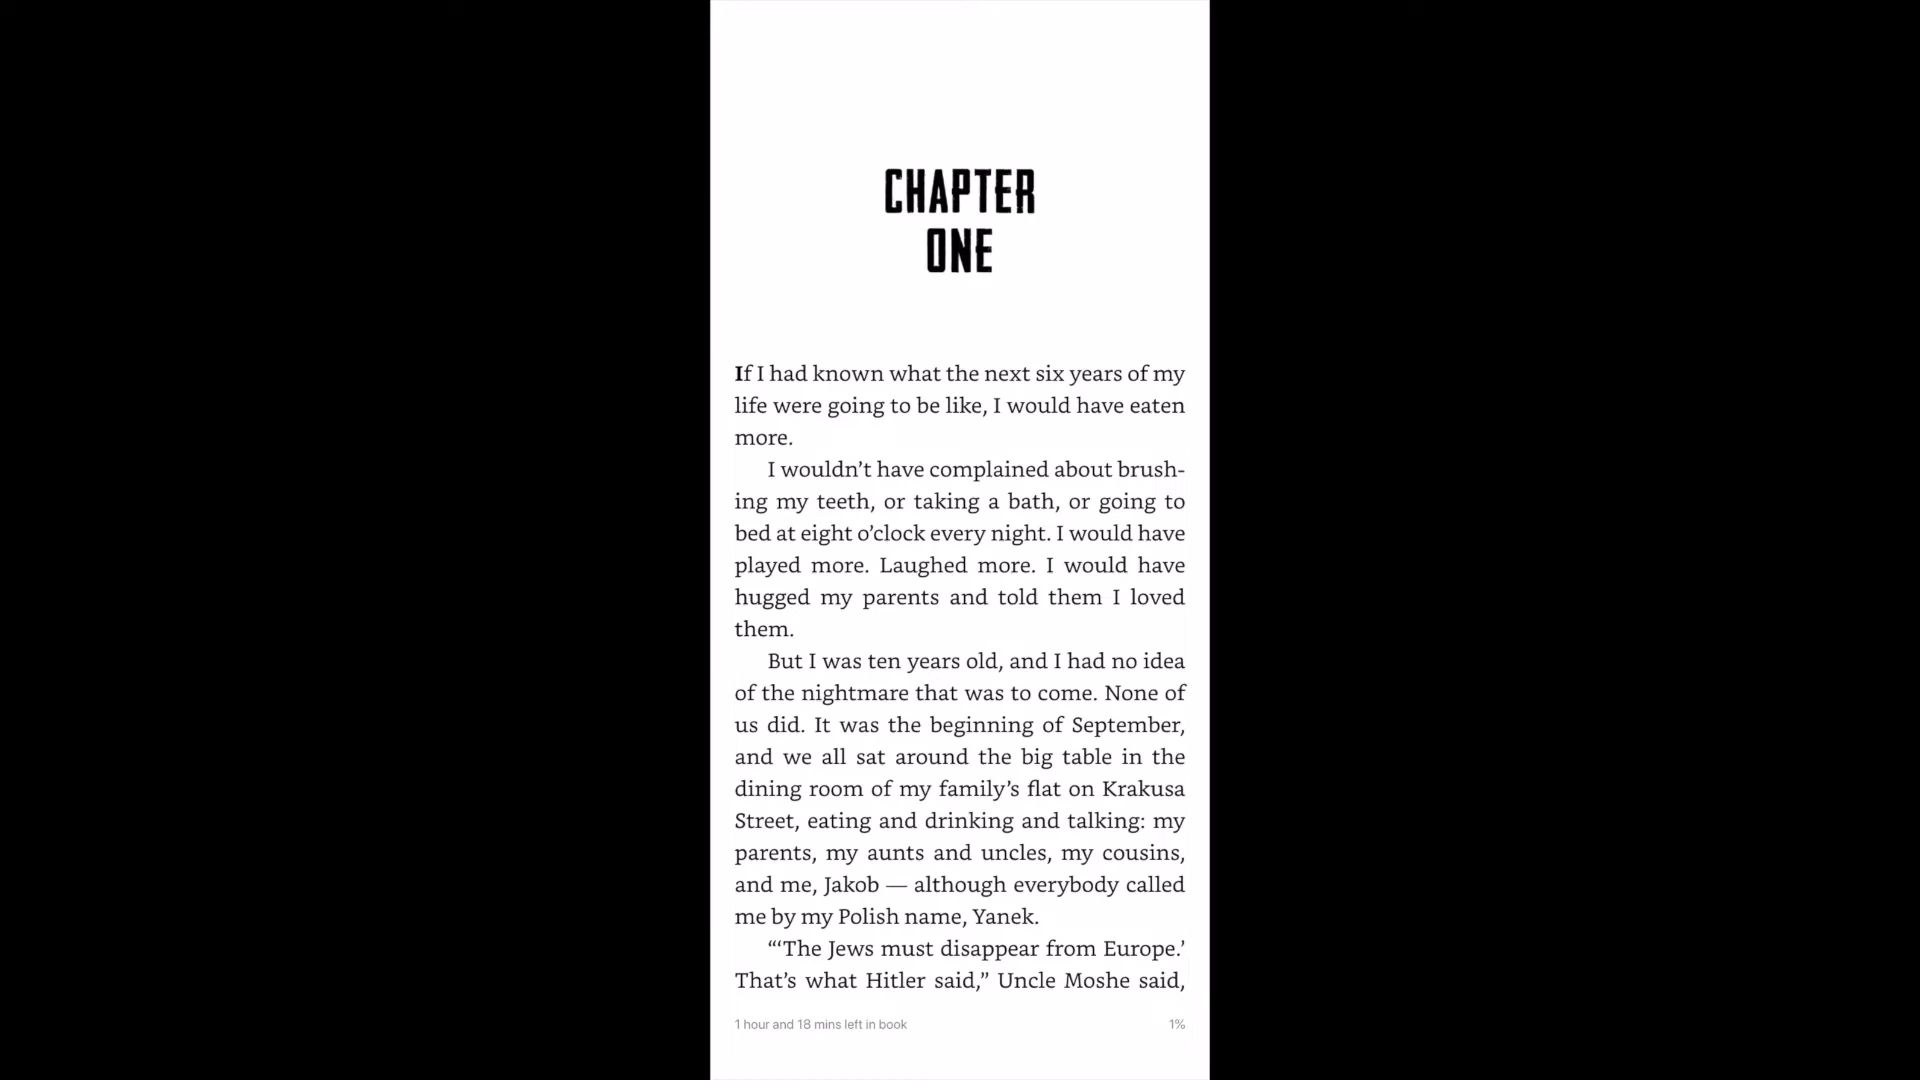 CHAPTER
ONE
If I had known what the next six years of my
life were going to be like, I would have eaten
more.
I wouldn’t have complained about brush-
ing my teeth, or taking a bath, or going to
bed at eight o’clock every night. I would have
played more. Laughed more. I would have
hugged my parents and told them I loved
them.
But I was ten years old, and I had no idea
of the nightmare that was to come. None of
us did. It was the beginning of September,
and we all sat around the big table in the
dining room of my family’s flat on Krakusa
Street, eating and drinking and talking: my
parents, my aunts and uncles, my cousins,
and me, Jakob — although everybody called
me by my Polish name, Yanek.
“‘The Jews must disappear from Europe.’
That’s what Hitler said,” Uncle Moshe said,
1 hour and 18 mins left in book 1%